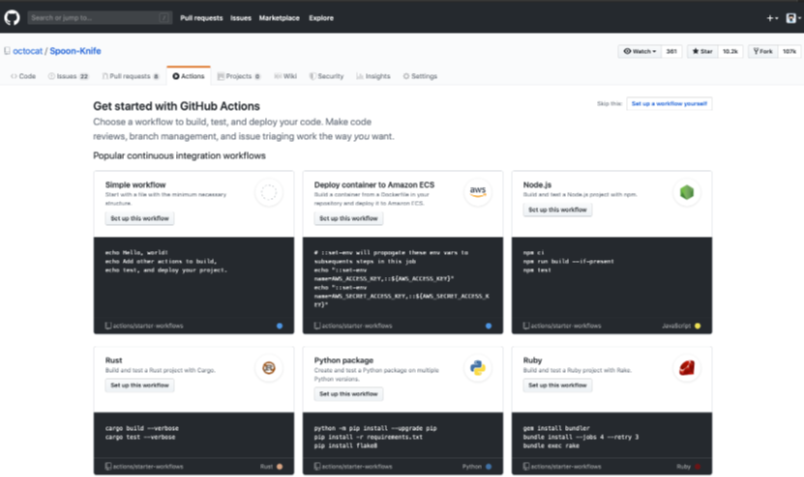 Search or jump to... /
Pull requests Issues Marketplace Explore
octocat / Spoon-Knife
Watch 361 Star 10.2k Fork 107k
Code Issues 22 Pull requests 8 Actions Projects 0 Wiki Security Insights Settings
Get started with GitHub Actions
Skip this: Set up a workflow yourself
Choose a workflow to build, test, and deploy your code. Make code
reviews, branch management, and issue triaging work the way you want.
Popular continuous integration workflows
Simple workflow
Start with a file with the minimum necessary
structure.
Set up this workflow
echo Hello, world!
echo Add other actions to build,
echo test, and deploy your project.
actions/starter-workflows
Deploy container to Amazon ECS
aws
Build a container from a Dockerfile in your
repository and deploy it to Amazon ECS.
Set up this workflow
# ::set-env will propogate these env vars to
subsequents steps in this job
echo "::set-env
name=AWS_ACCESS_KEY,::${AWS_ACCESS_KEY}"
echo "::set-env
name=AWS_SECRET_ACCESS_KEY,::${AWS_SECRET_ACCESS_K
EY}"
actions/starter-workflows
Node.js
Build and test a Node.js project with npm.
Set up this workflow
npm ci
npm run build --if-present
npm test
actions/starter-workflows JavaScript
Rust
Build and test a Rust project with Cargo.
Set up this workflow
cargo build --verbose
cargo test --verbose
actions/starter-workflows Rust
Python package
Create and test a Python package on multiple
Python versions.
Set up this workflow
python -m pip install --upgrade pip
pip install -r requirements.txt
pip install flake8
actions/starter-workflows Python
Ruby
Build and test a Ruby project with Rake.
Set up this workflow
gem install bundler
bundle install --jobs 4 --retry 3
bundle exec rake
actions/starter-workflows Ruby